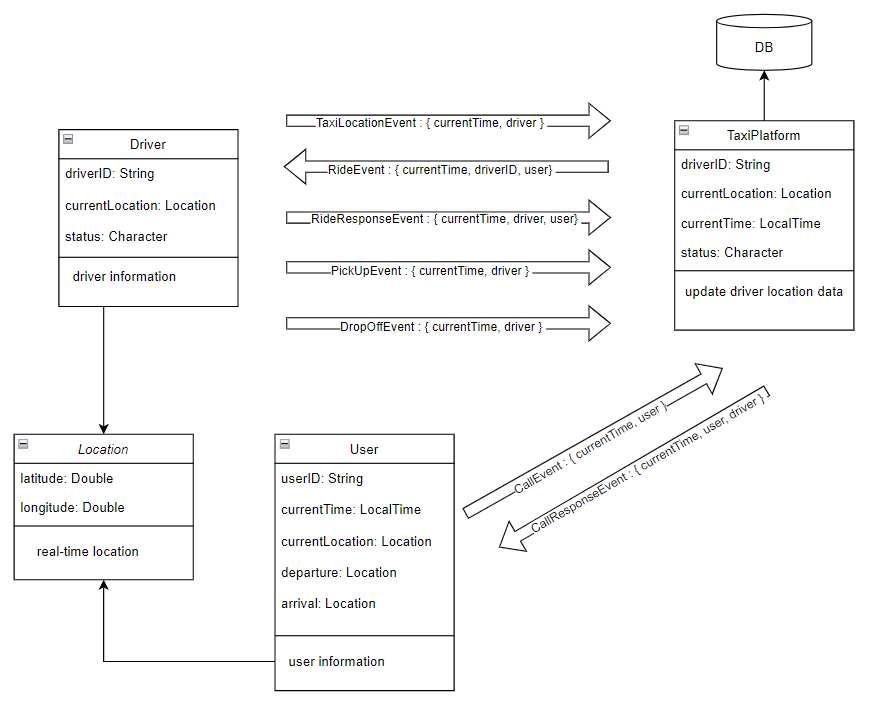 DB
TaxiLocationEvent : { currentTime, driver }
RideEvent : { currentTime, driverID, user}
RideResponseEvent : { currentTime, driver, user}
PickUpEvent : { currentTime, driver }
DropOffEvent : { currentTime, driver }
Driver
driverID: String
currentLocation: Location
status: Character
driver information
TaxiPlatform
driverID: String
currentLocation: Location
currentTime: LocalTime
status: Character
update driver location data
CallEvent : { currentTime, user }
CallResponseEvent : { currentTime, user, driver }
Location
latitude: Double
longitude: Double
real-time location
User
userID: String
currentTime: LocalTime
currentLocation: Location
departure: Location
arrival: Location
user information